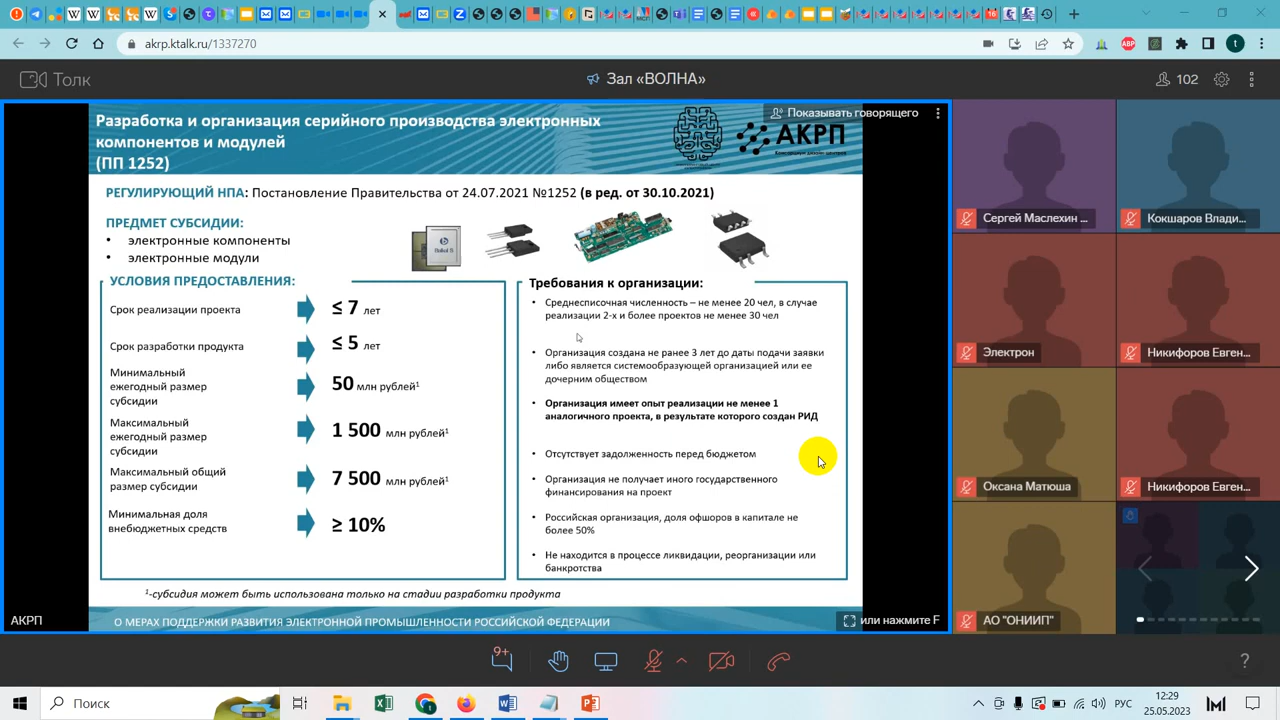 akrp.ktalk.ru/1337270
ABP
t
Толк
Зал «ВОЛНА»
102
Разработка и организация серийного производства электронных
компонентов и модулей
(ПП 1252)
Показывать говорящего
АКРП
РЕГУЛИРУЮЩИЙ НПА: Постановление Правительства от 24.07.2021 №1252 (в ред. от 30.10.2021)
ПРЕДМЕТ СУБСИДИИ:
• электронные компоненты
• электронные модули
УСЛОВИЯ ПРЕДОСТАВЛЕНИЯ:
Срок реализации проекта
≤ 7 лет
Срок разработки продукта
≤ 5 лет
Минимальный
ежегодный размер
субсидии
50 млн рублей¹
Максимальный
ежегодный размер
субсидии
1 500 млн рублей¹
Максимальный общий
размер субсидии
7 500 млн рублей¹
Минимальная доля
внебюджетных средств
≥ 10%
Требования к организации:
• Среднесписочная численность – не менее 20 чел, в случае
реализации 2-х и более проектов не менее 30 чел
• Организация создана не ранее 3 лет до даты подачи заявки
либо является системообразующей организацией или ее
дочерним обществом
• Организация имеет опыт реализации не менее 1
аналогичного проекта, в результате которого создан РИД
• Отсутствует задолженность перед бюджетом
• Организация не получает иного государственного
финансирования на проект
• Российская организация, доля офшоров в капитале не
более 50%
• Не находится в процессе ликвидации, реорганизации или
банкротства
¹-субсидия может быть использована только на стадии разработки продукта
О МЕРАХ ПОДДЕРЖКИ РАЗВИТИЯ ЭЛЕКТРОННОЙ ПРОМЫШЛЕННОСТИ РОССИЙСКОЙ ФЕДЕРАЦИИ
АКРП
или нажмите F
Сергей Маслехин ...
Кокшаров Влади...
Электрон
Никифоров Евген...
Оксана Матюша
Никифоров Евген...
АО "ОНИИП"
9+
?
Поиск
РУС
12:29
25.05.2023